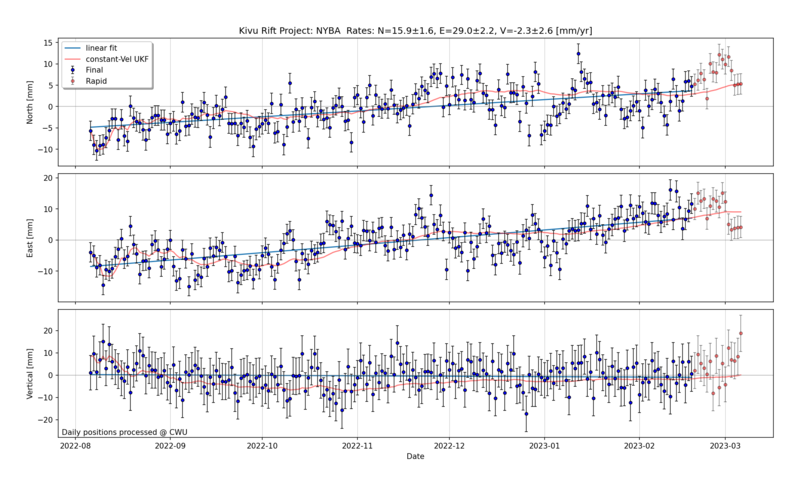 Kivu Rift Project: NYBA Rates: N=15.9±1.6, E=29.0±2.2, V=-2.3±2.6 [mm/yr]
linear fit
constant-Vel UKF
Final
Rapid
North [mm]
15
10
5
0
−5
−10
East [mm]
20
10
0
−10
Vertical [mm]
20
10
0
−10
−20
Daily positions processed @ CWU
2022-08 2022-09 2022-10 2022-11 2022-12 2023-01 2023-02 2023-03
Date